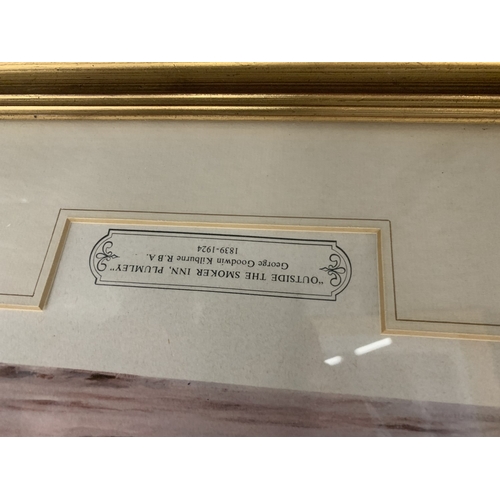 "OUTSIDE THE SMOKER INN, PLUMLEY"
George Goodwin Kilburne R.B.A.
1839-1924